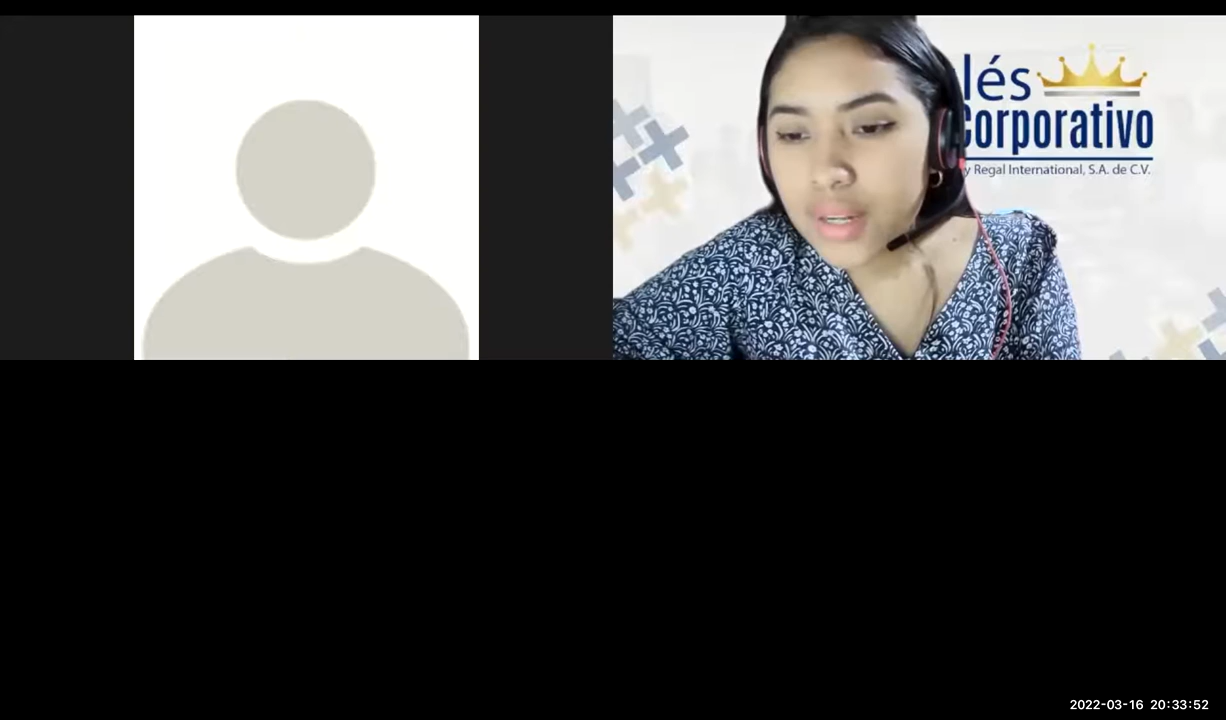 lés
Corporativo
y Regal International, S.A. de C.V.
2022-03-16 20:33:52